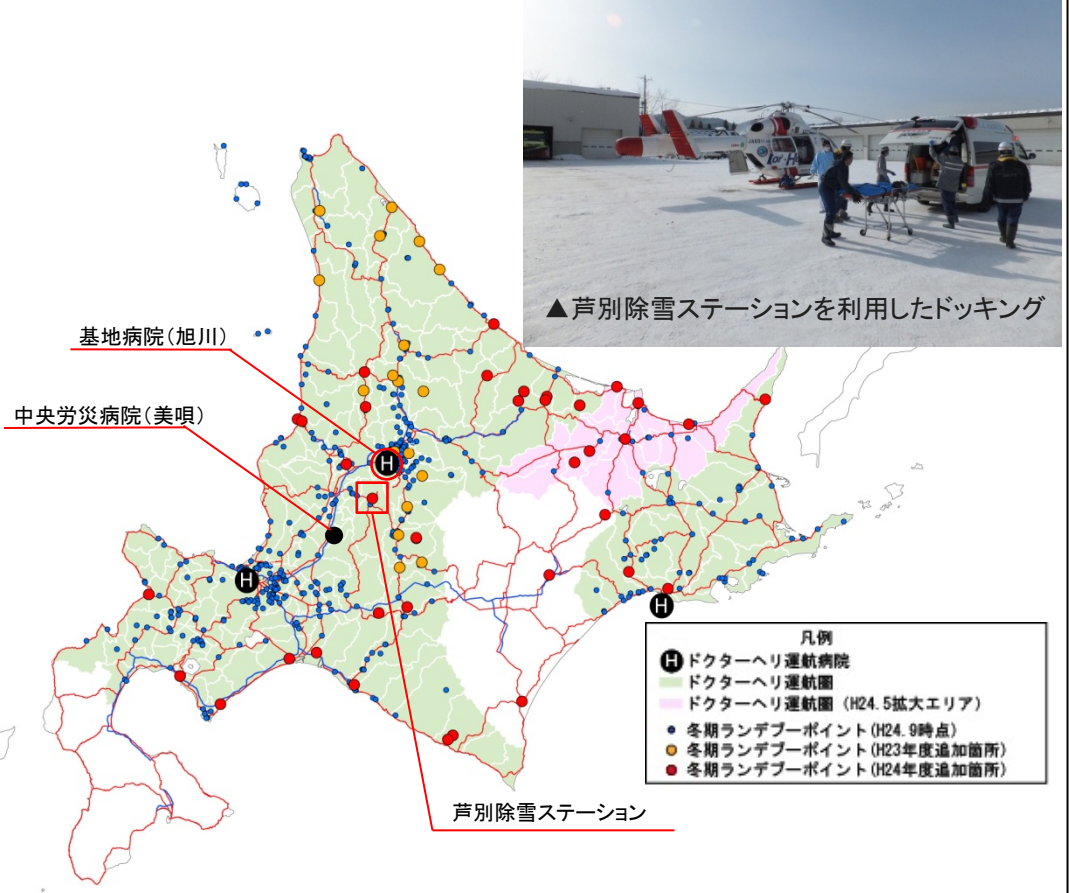 ▲芦別除雪ステーションを利用したドッキング
基地病院(旭川)
中央労災病院(美唄)
H
H
H
芦別除雪ステーション
凡例
H ドクターヘリ運航病院
ドクターヘリ運航圏
ドクターヘリ運航圏 (H24.5拡大エリア)
冬期ランデブーポイント(H24.9時点)
冬期ランデブーポイント(H23年度追加箇所)
冬期ランデブーポイント(H24年度追加箇所)